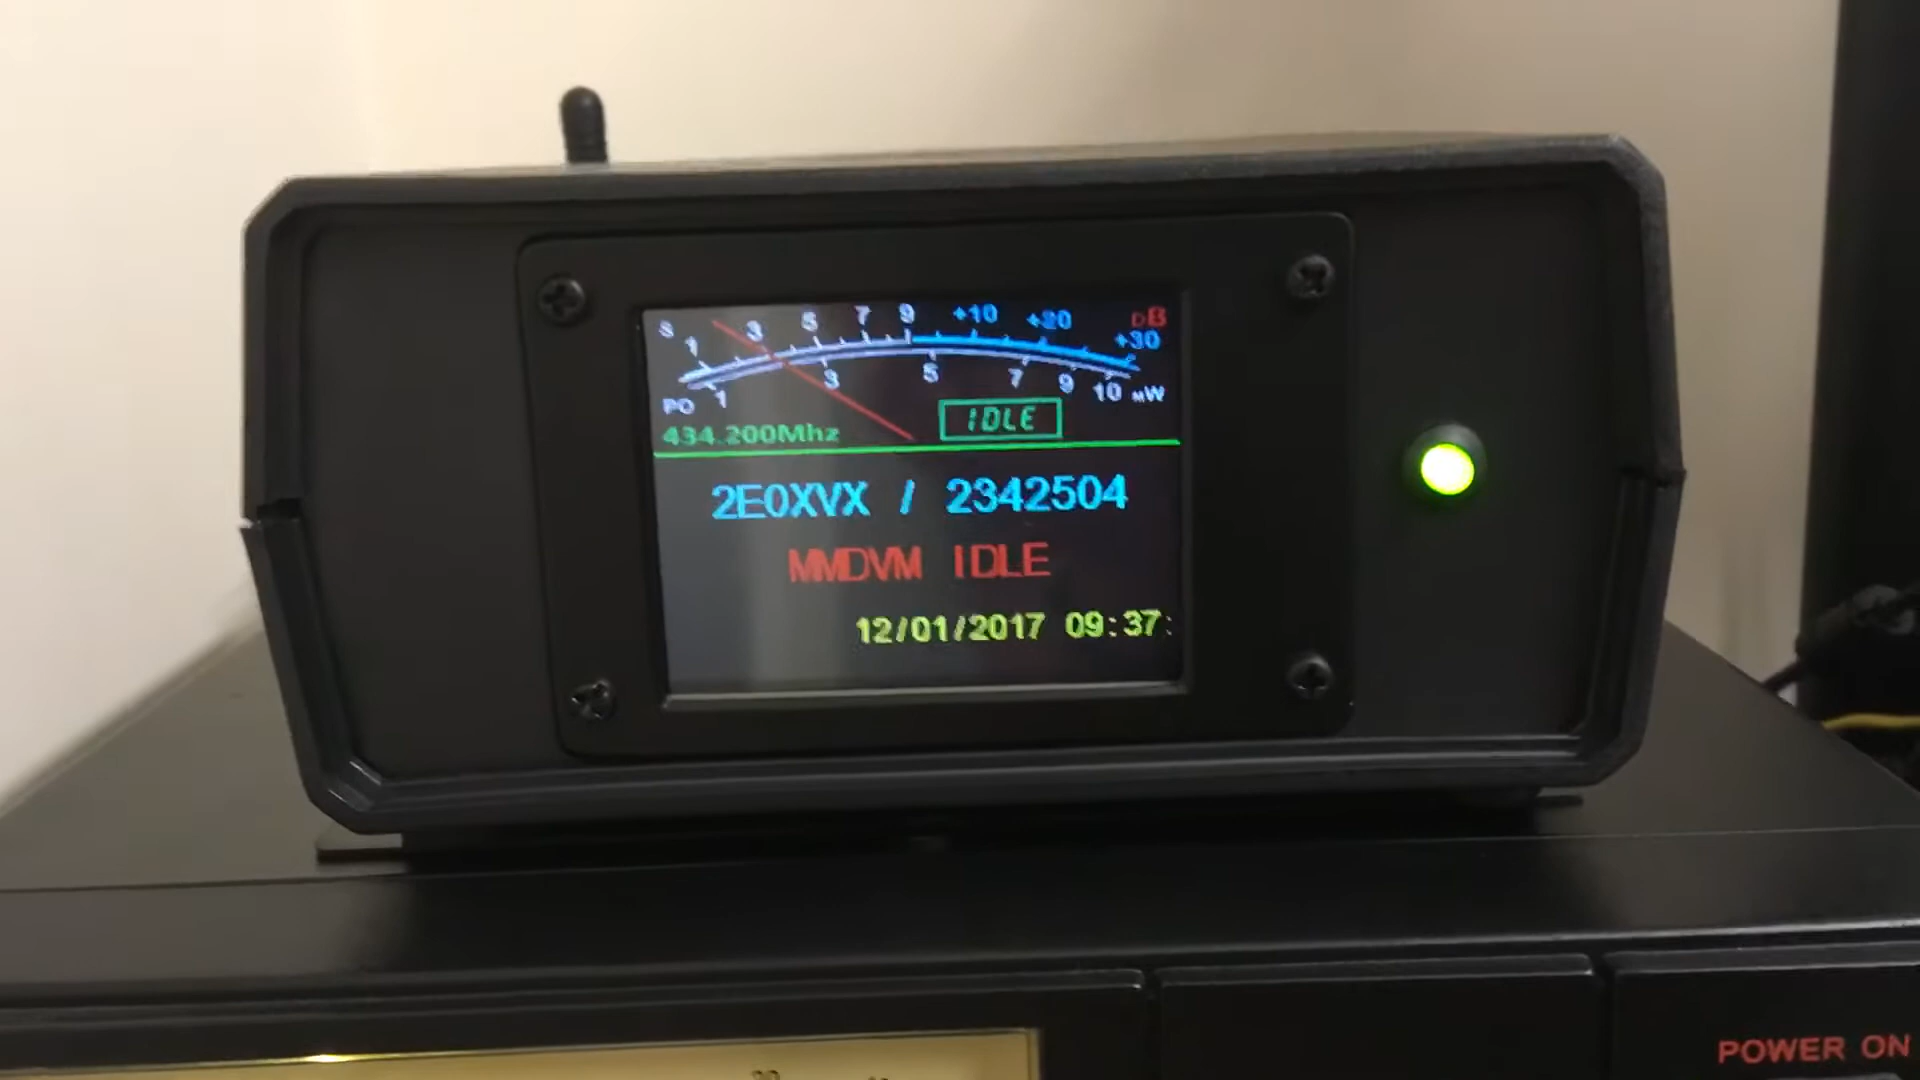 S 1 3 5 7 9 +10 +20 +30 DB
PO 1 3 5 7 9 10 MW
434.200Mhz
IDLE
2E0XVX / 2342504
MMDVM IDLE
12/01/2017 09:37:
POWER ON